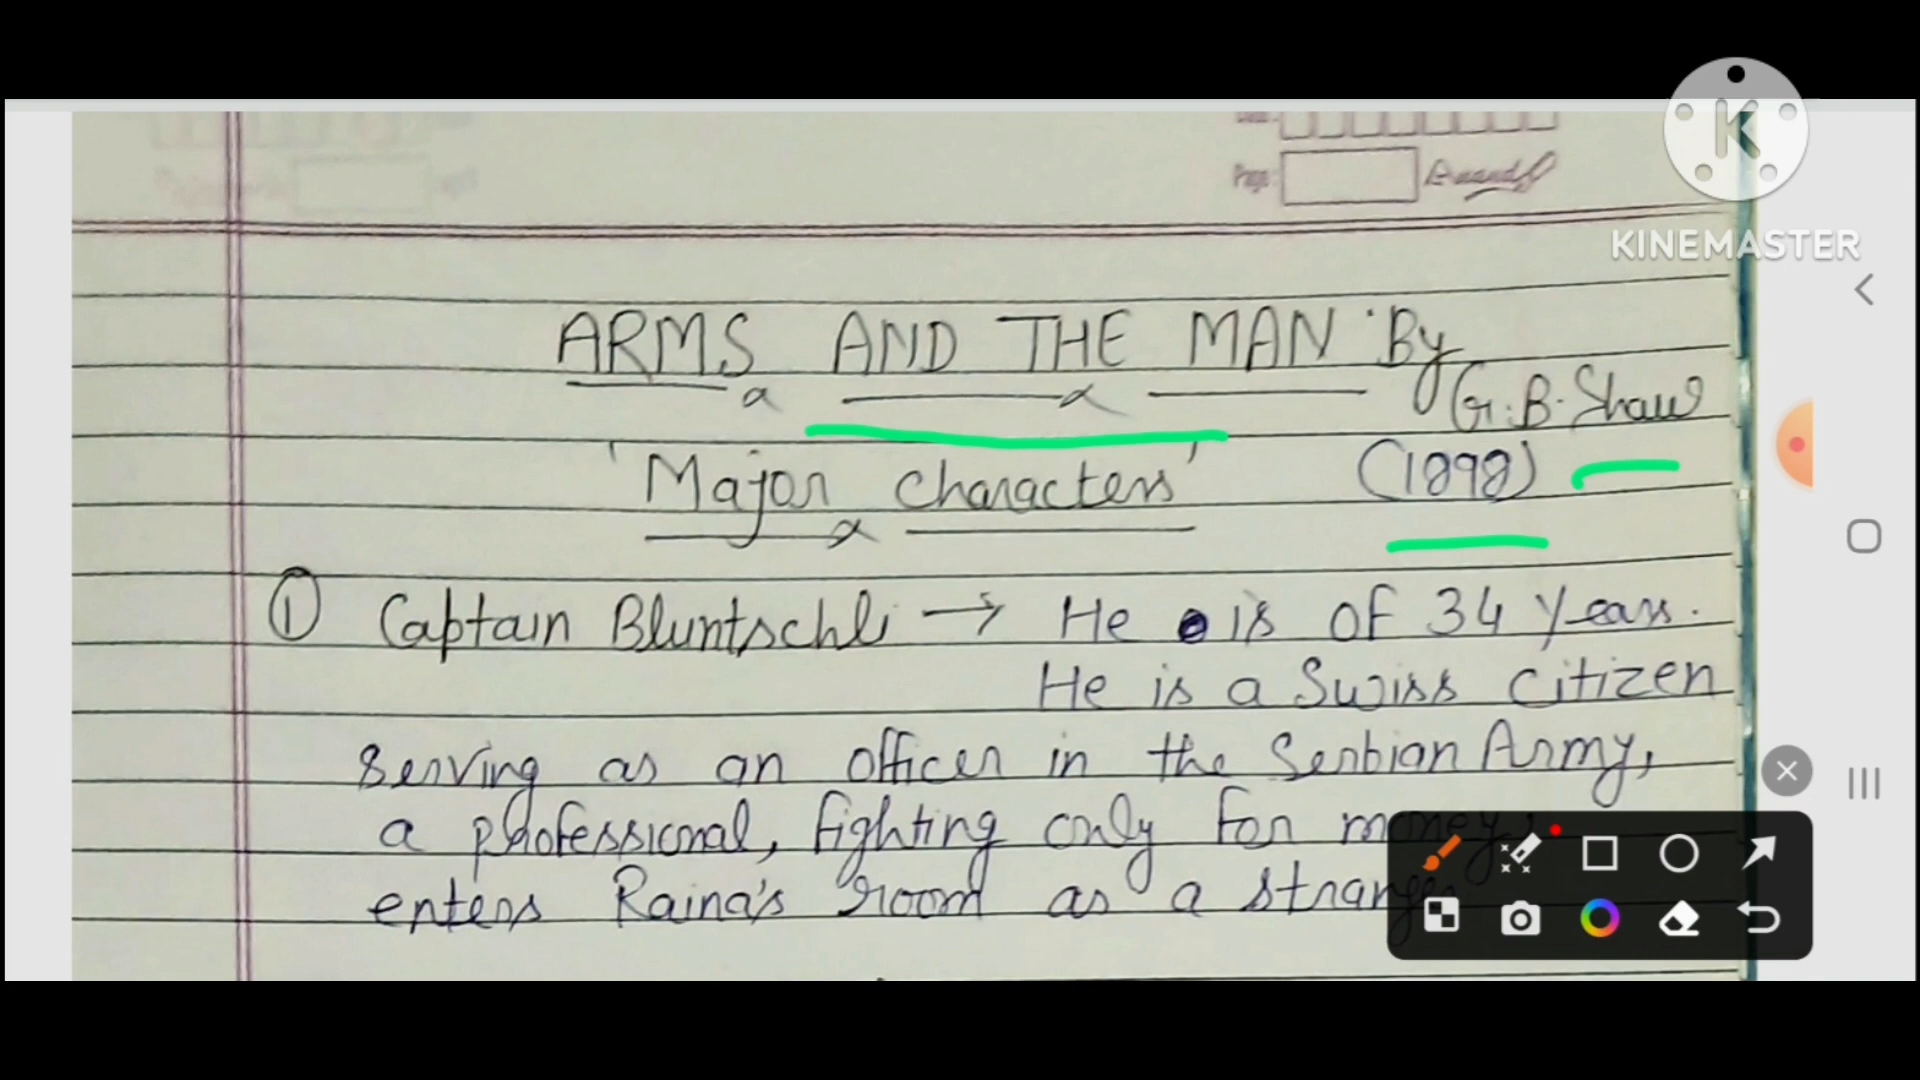 Page
KINEMASTER
ARMS AND THE MAN By
G.B. Shaw
'Major Characters' (1898)
① Captain Bluntschli → He is of 34 Years.
He is a Swiss citizen
serving as an officer in the Serbian Army,
a professional, fighting only for money,
enters Raina's room as a